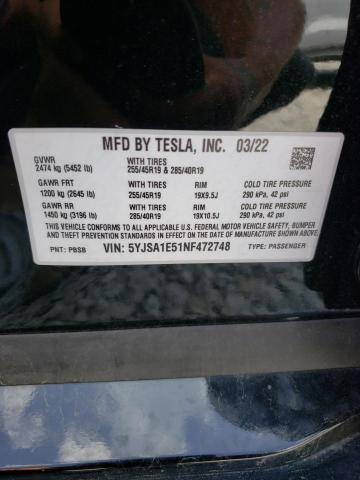 MFD BY TESLA, INC. 03/22
GVWR WITH TIRES
2474 kg (5452 lb) 255/45R19 & 285/40R19
GAWR FRT WITH TIRES RIM COLD TIRE PRESSURE
1200 kg (2645 lb) 255/45R19 19X9.5J 290 kPa, 42 psi
GAWR RR WITH TIRES RIM COLD TIRE PRESSURE
1450 kg (3196 lb) 285/40R19 19X10.5J 290 kPa, 42 psi
THIS VEHICLE CONFORMS TO ALL APPLICABLE U.S. FEDERAL MOTOR VEHICLE SAFETY, BUMPER
AND THEFT PREVENTION STANDARDS IN EFFECT ON THE DATE OF MANUFACTURE SHOWN ABOVE.
PNT: PBSB VIN: 5YJSA1E51NF472748 TYPE: PASSENGER